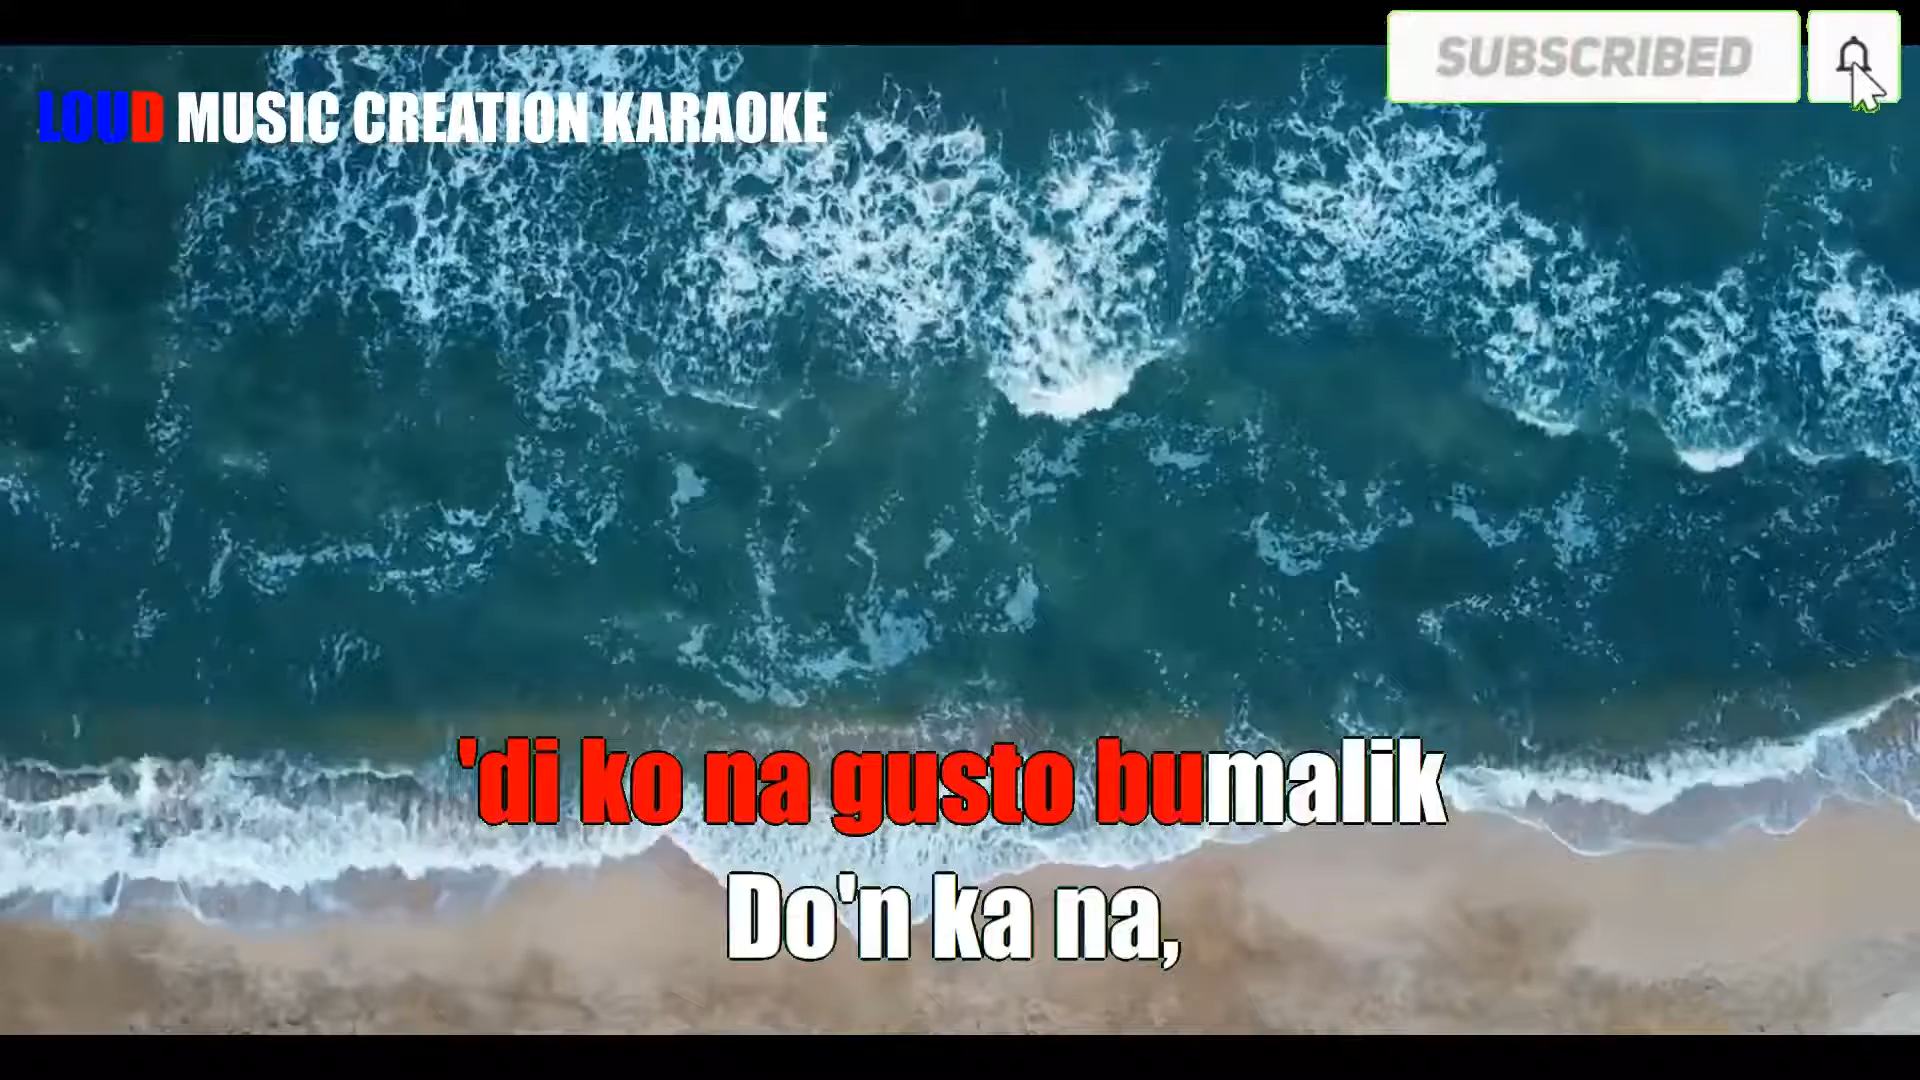 SUBSCRIBED
LOUD MUSIC CREATION KARAOKE
'di ko na gusto bumalik
Do'n ka na,